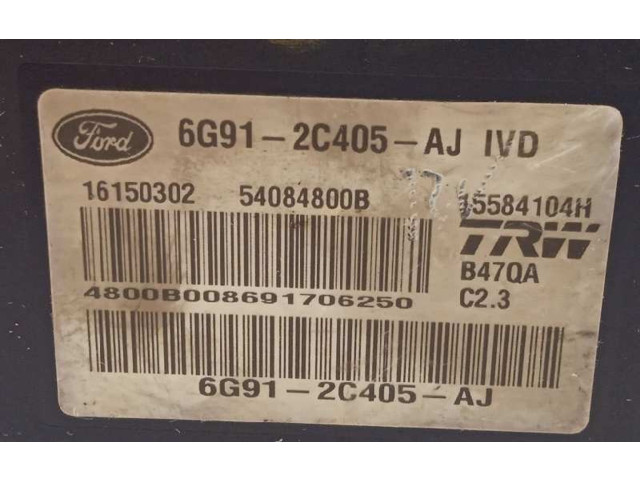 Ford 6G91-2C405-AJ IVD
16150302 54084800B 15584104H
TRW
4800B008691706250
B47QA
C2.3
6G91-2C405-AJ